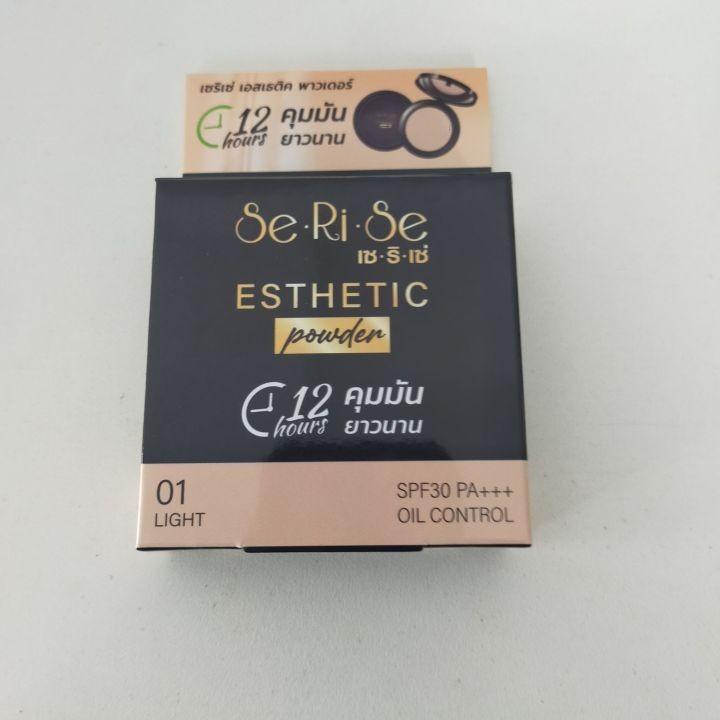 เซริเซ่ เอสเธติค พาวเดอร์
12 คุมมัน
hours ยาวนาน
Se·Ri·Se
เซ·ริ·เซ่
ESTHETIC
powder
12 คุมมัน
hours ยาวนาน
01 SPF30 PA+++
LIGHT OIL CONTROL